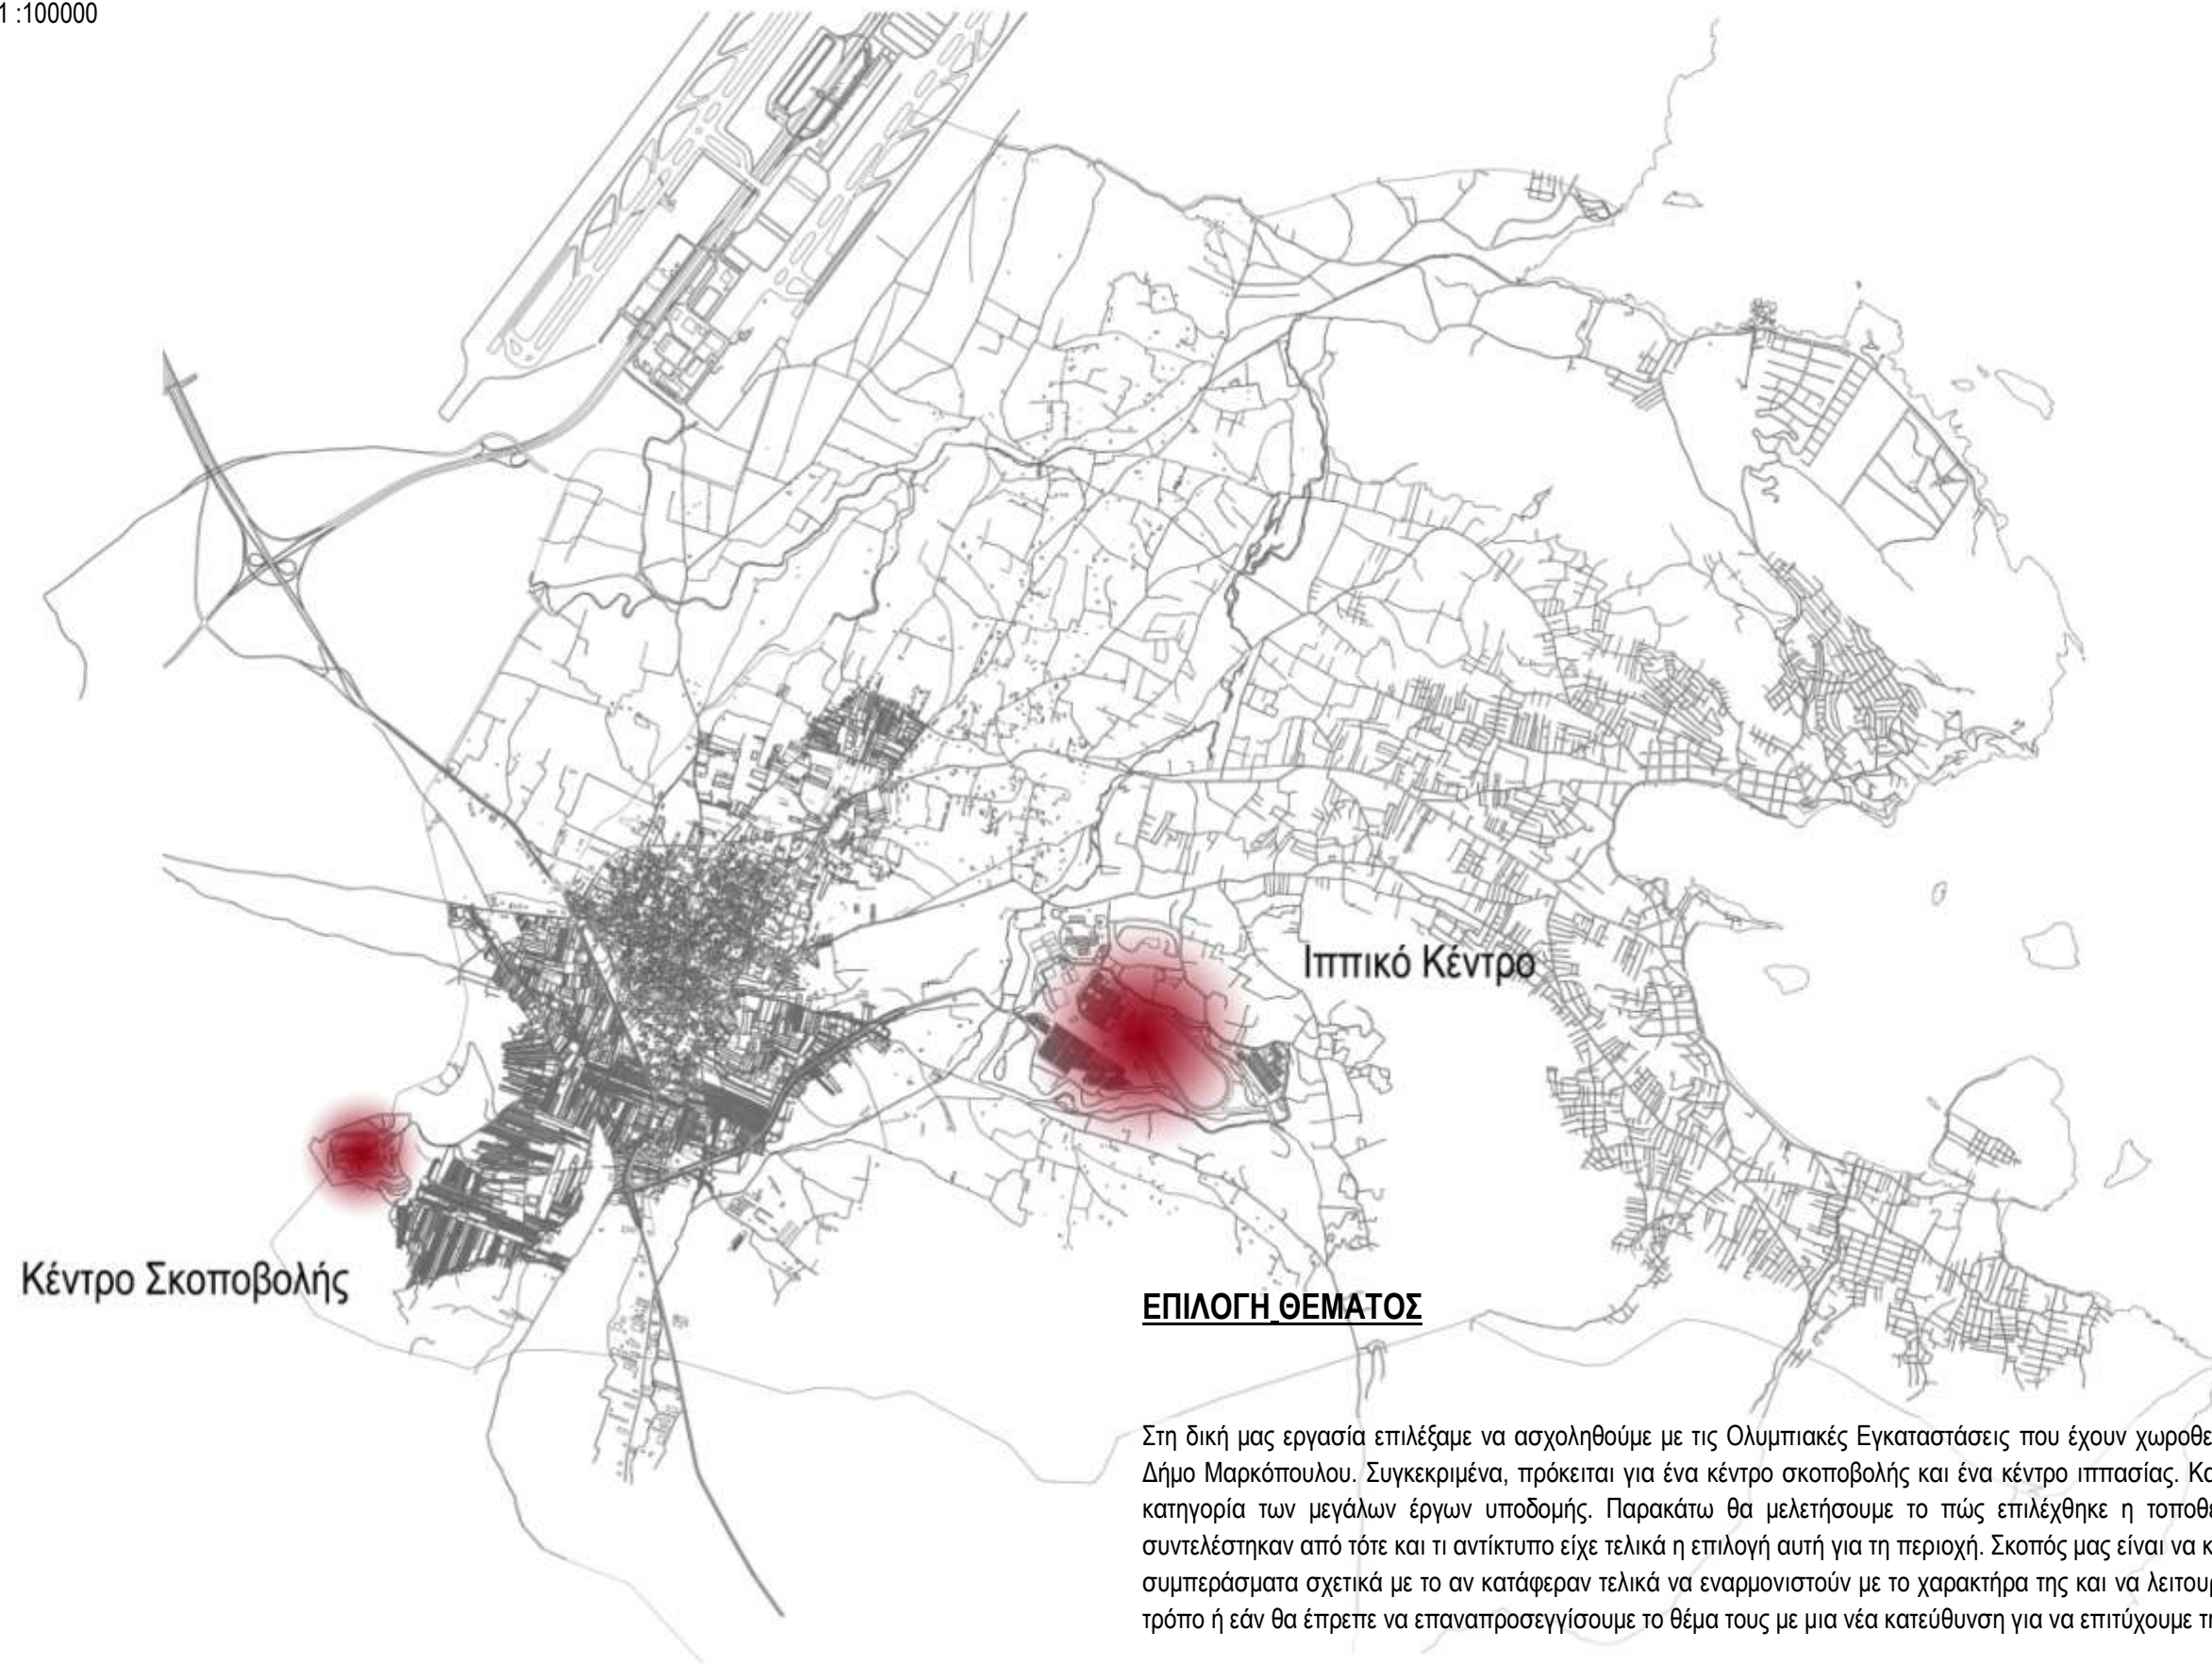 1 :100000
Ιππικό Κέντρο
Κέντρο Σκοποβολής
ΕΠΙΛΟΓΗ ΘΕΜΑΤΟΣ
Στη δική μας εργασία επιλέξαμε να ασχοληθούμε με τις Ολυμπιακές Εγκαταστάσεις που έχουν
Δήμο Μαρκόπουλου. Συγκεκριμένα, πρόκειται για ένα κέντρο σκοποβολής και ένα κέντρο ιππασίας.
κατηγορία των μεγάλων έργων υποδομής. Παρακάτω θα μελετήσουμε το πώς επιλέχθηκε η
συντελέστηκαν από τότε και τι αντίκτυπο είχε τελικά η επιλογή αυτή για τη περιοχή. Σκοπός μας είναι να
συμπεράσματα σχετικά με το αν κατάφεραν τελικά να εναρμονιστούν με το χαρακτήρα της και να
τρόπο ή εάν θα έπρεπε να επαναπροσεγγίσουμε το θέμα τους με μια νέα κατεύθυνση για να επιτύχουμε